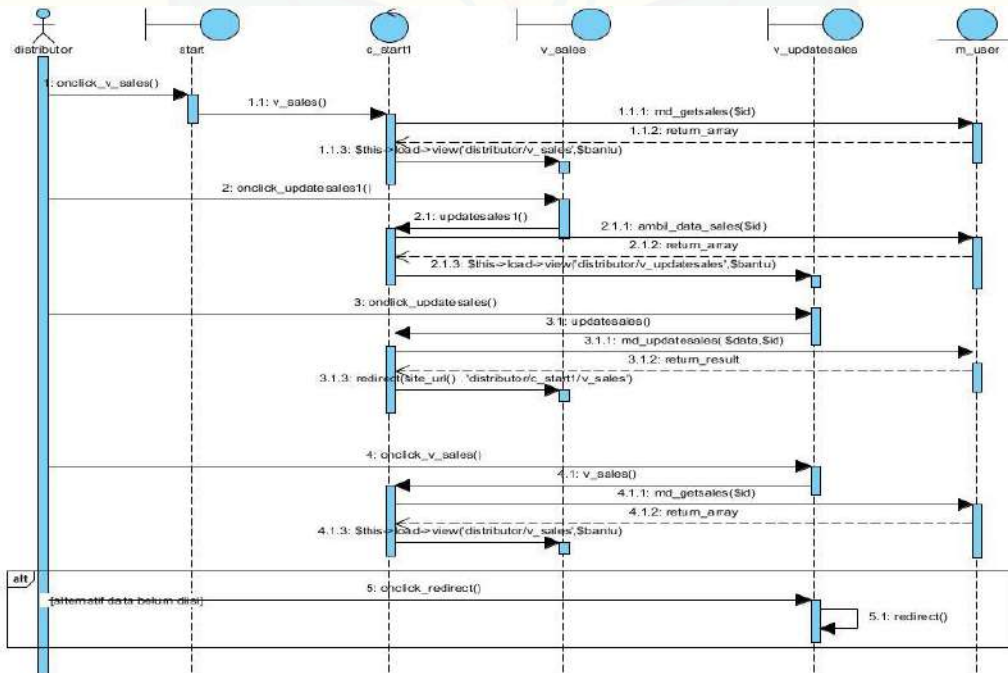 distributor
start
c_start1
v_sales
v_updatesales
m_user
1: onclick_v_sales()
1.1: v_sales()
1.1.1: md_getsales($id)
1.1.2: return_array
1.1.3: $this->load->view('distributor/v_sales',$bantu)
2: onclick_updatesales1()
2.1: updatesales1()
2.1.1: ambil_data_sales($id)
2.1.2: return_array
2.1.3: $this->load->view('distributor/v_updatesales',$bantu)
3: onclick_updatesales()
3.1: updatesales()
3.1.1: md_updatesales( $data,$id)
3.1.2: return_result
3.1.3: redirect(site_url() . 'distributor/c_start1/v_sales')
4: onclick_v_sales()
4.1: v_sales()
4.1.1: md_getsales($id)
4.1.2: return_array
4.1.3: $this->load->view('distributor/v_sales',$bantu)
alt
5: onclick_redirect()
[alternatif data belum diisi]
5.1: redirect()